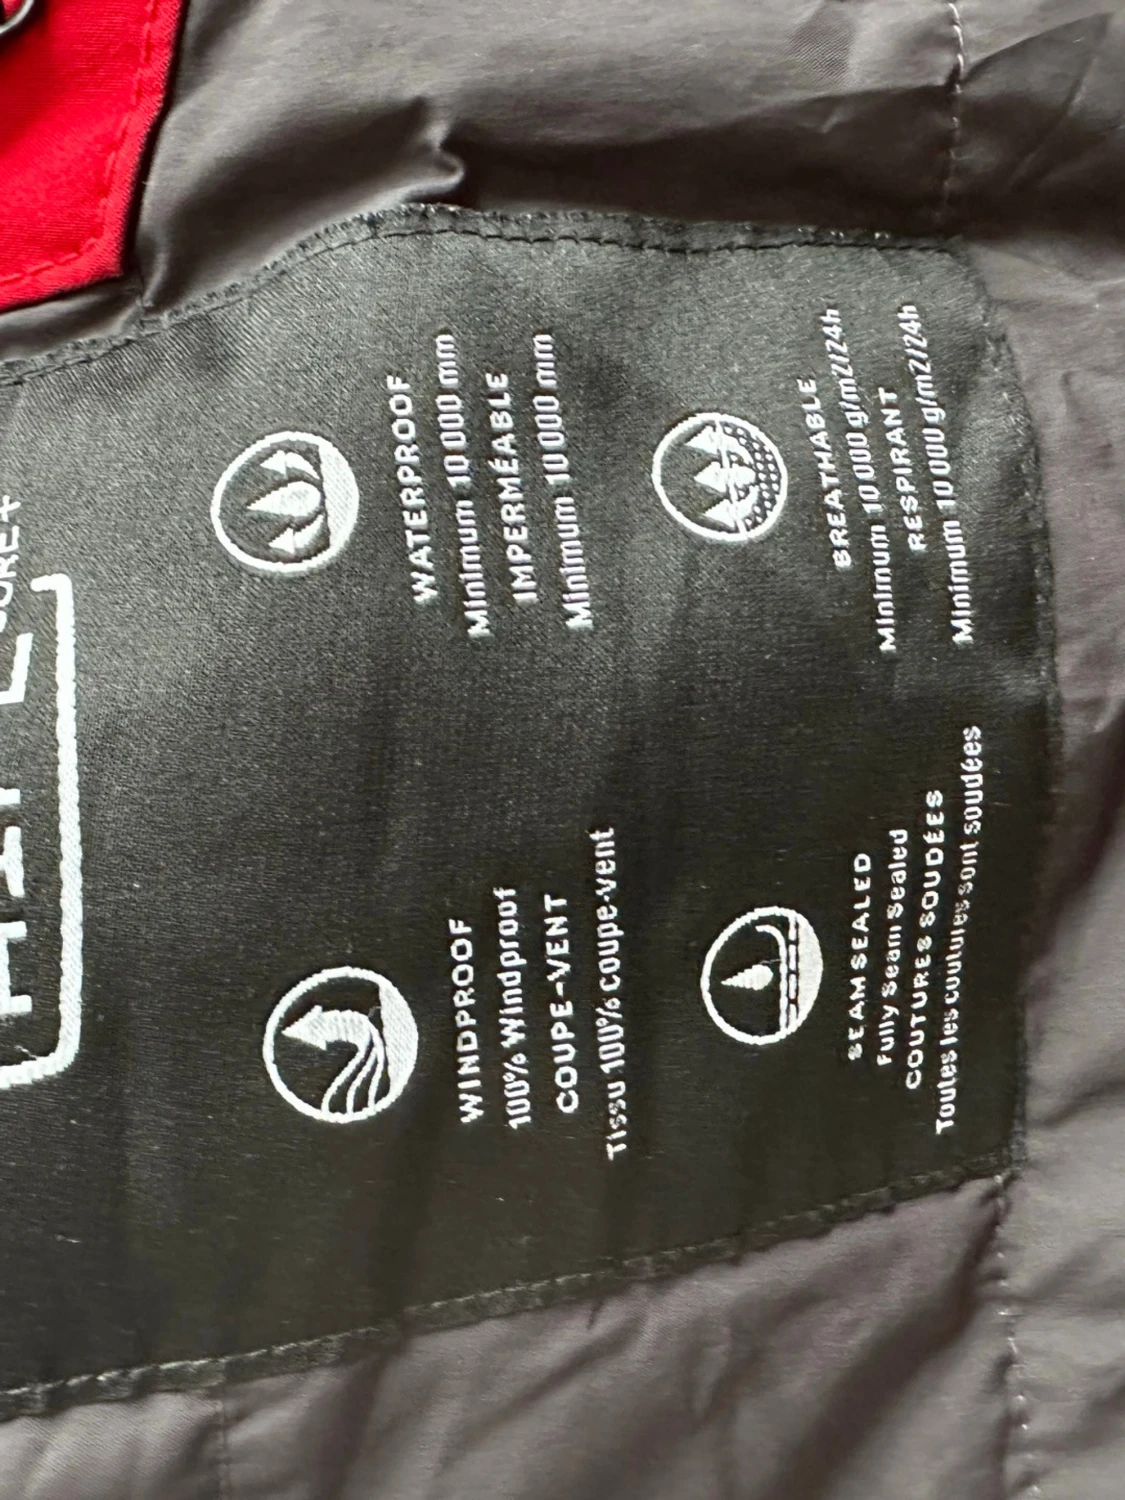 WINDPROOF
100% Windproof
COUPE-VENT
Tissu 100% coupe-vent
WATERPROOF
Minimum 10 000 mm
IMPERMÉABLE
Minimum 10 000 mm
SEAM SEALED
Fully Seam Sealed
COUTURES SOUDÉES
Toutes les coutures sont soudées
BREATHABLE
Minimum 10 000 g/m2/24h
RESPIRANT
Minimum 10 000 g/m2/24h